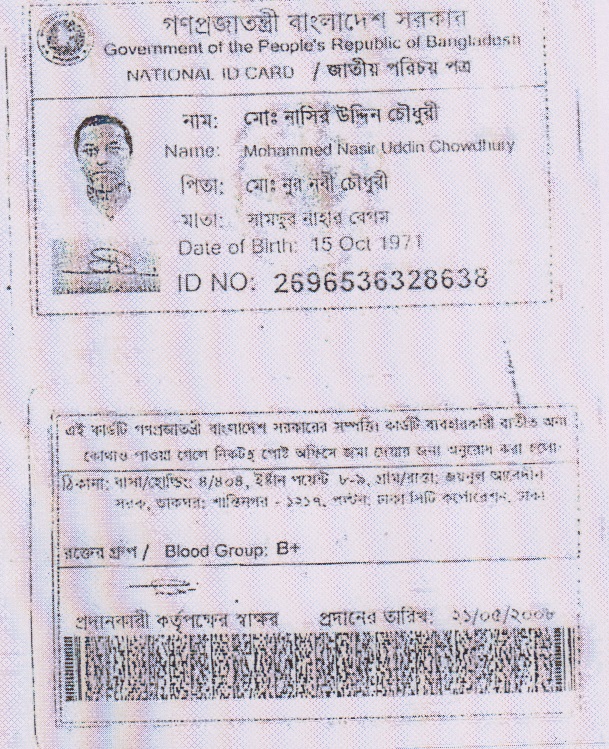 গণপ্রজাতন্ত্রী বাংলাদেশ সরকার
Government of the People's Republic of Bangladesh
NATIONAL ID CARD / জাতীয় পরিচয় পত্র
নাম: মোঃ নাসির উদ্দিন চৌধুরী
Name: Mohammed Nasir Uddin Chowdhury
পিতা: মোঃ নুর নবী চৌধুরী
মাতা: নাহার বেগম
Date of Birth: 15 Oct 1971
ID NO: 2696536328638
এই কার্ডটি গণপ্রজাতন্ত্রী বাংলাদেশ সরকারের সম্পত্তি। কার্ডটি ব্যবহারকারী ব্যতীত অন্য
কোথাও পাওয়া গেলে নিকটস্থ পোষ্ট অফিসে জমা দেবার জন্য অনুরোধ করা হলো।
ঠিকানা: বাসা/হোল্ডিং: ৪/৪০৪, ইষ্টার্ন পয়েন্ট ৮-৯, গ্রাম/রাস্তা: জয়নুল আবেদীন
সরক, ডাকঘর: শান্তিনগর - ১২১৭, পল্টন, ঢাকা সিটি কর্পোরেশন, ঢাকা
রক্তের গ্রুপ / Blood Group: B+
প্রদানকারী কর্তৃপক্ষের স্বাক্ষর প্রদানের তারিখ: ২১/০৫/২০০৮